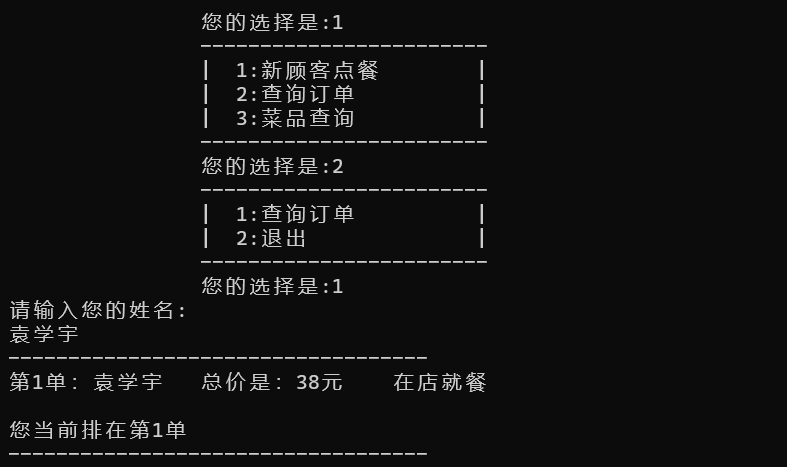 您的选择是:1
------------------------
|  1:新顾客点餐        |
|  2:查询订单          |
|  3:菜品查询          |
------------------------
您的选择是:2
------------------------
|  1:查询订单          |
|  2:退出              |
------------------------
您的选择是:1
请输入您的姓名:
袁学宇
-----------------------------------
第1单: 袁学宇   总价是: 38元    在店就餐
您当前排在第1单
-----------------------------------